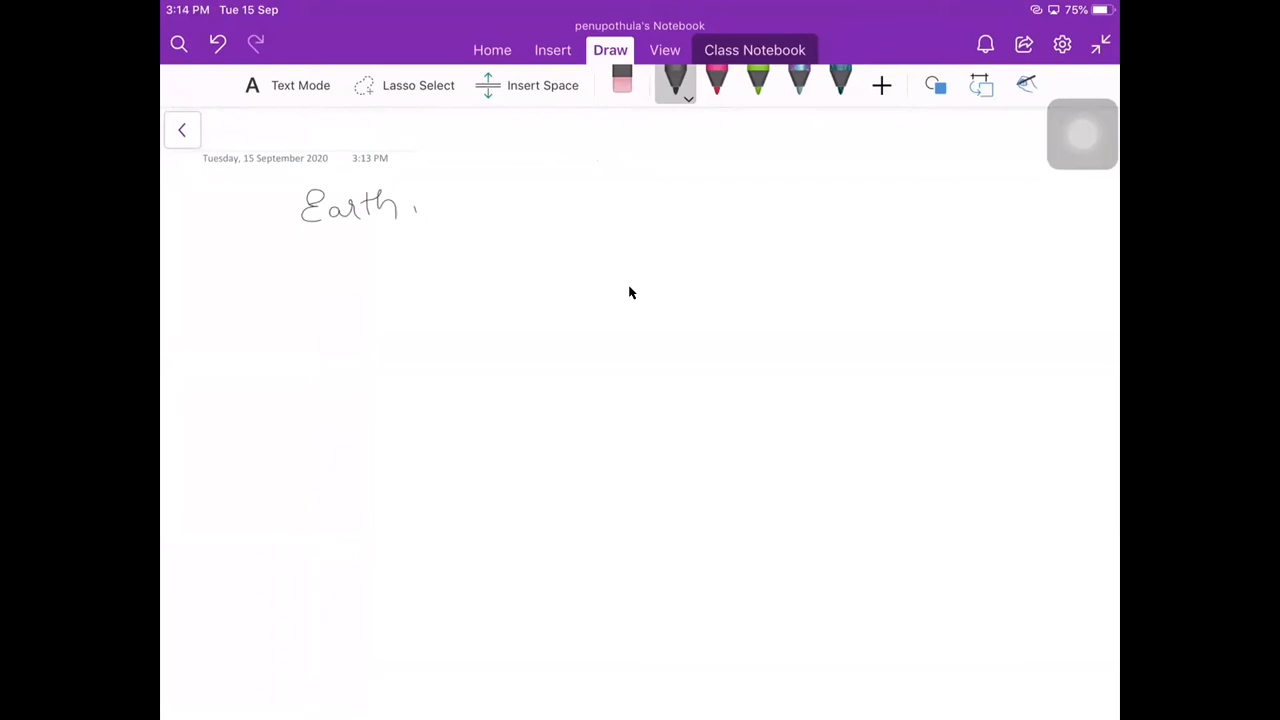 3:14 PM Tue 15 Sep 75%
penupothula's Notebook
Home Insert Draw View Class Notebook
A Text Mode Lasso Select Insert Space
Tuesday, 15 September 2020 3:13 PM
Earth